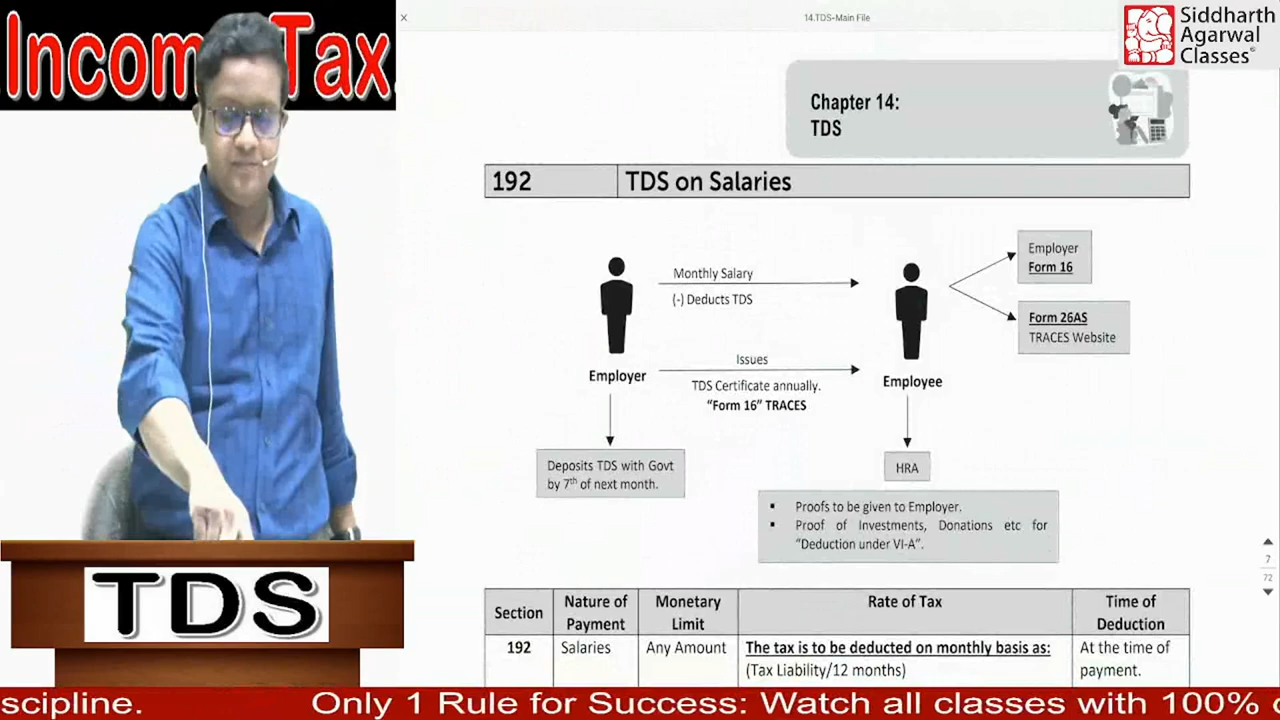 Income Tax
14.TDS-Main File
Siddharth
Agarwal
Classes
Chapter 14:
TDS
192 TDS on Salaries
Monthly Salary
(-) Deducts TDS
Employer
Form 16
Form 26AS
TRACES Website
Issues
TDS Certificate annually.
“Form 16” TRACES
Employer
Employee
Deposits TDS with Govt
by 7th of next month.
HRA
▪ Proofs to be given to Employer.
▪ Proof of Investments, Donations etc for
“Deduction under VI-A”.
7
72
Section Nature of Payment Monetary Limit Rate of Tax Time of Deduction
192 Salaries Any Amount The tax is to be deducted on monthly basis as: At the time of
(Tax Liability/12 months) payment.
TDS
scipline. Only 1 Rule for Success: Watch all classes with 100%